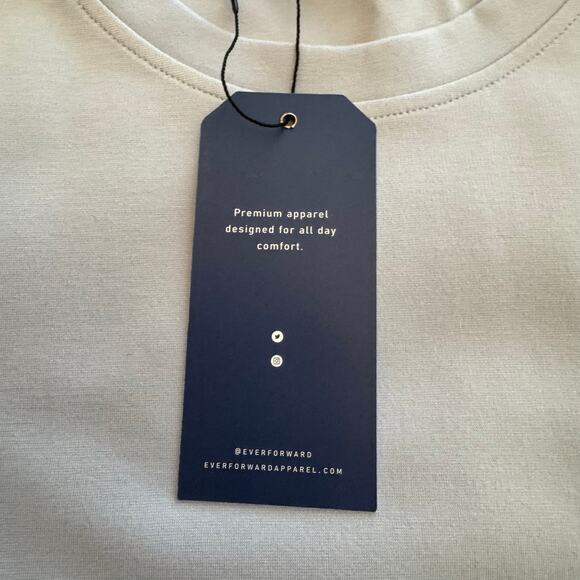 Premium apparel
designed for all day
comfort.
@EVERFORWARD
EVERFORWARDAPPAREL.COM